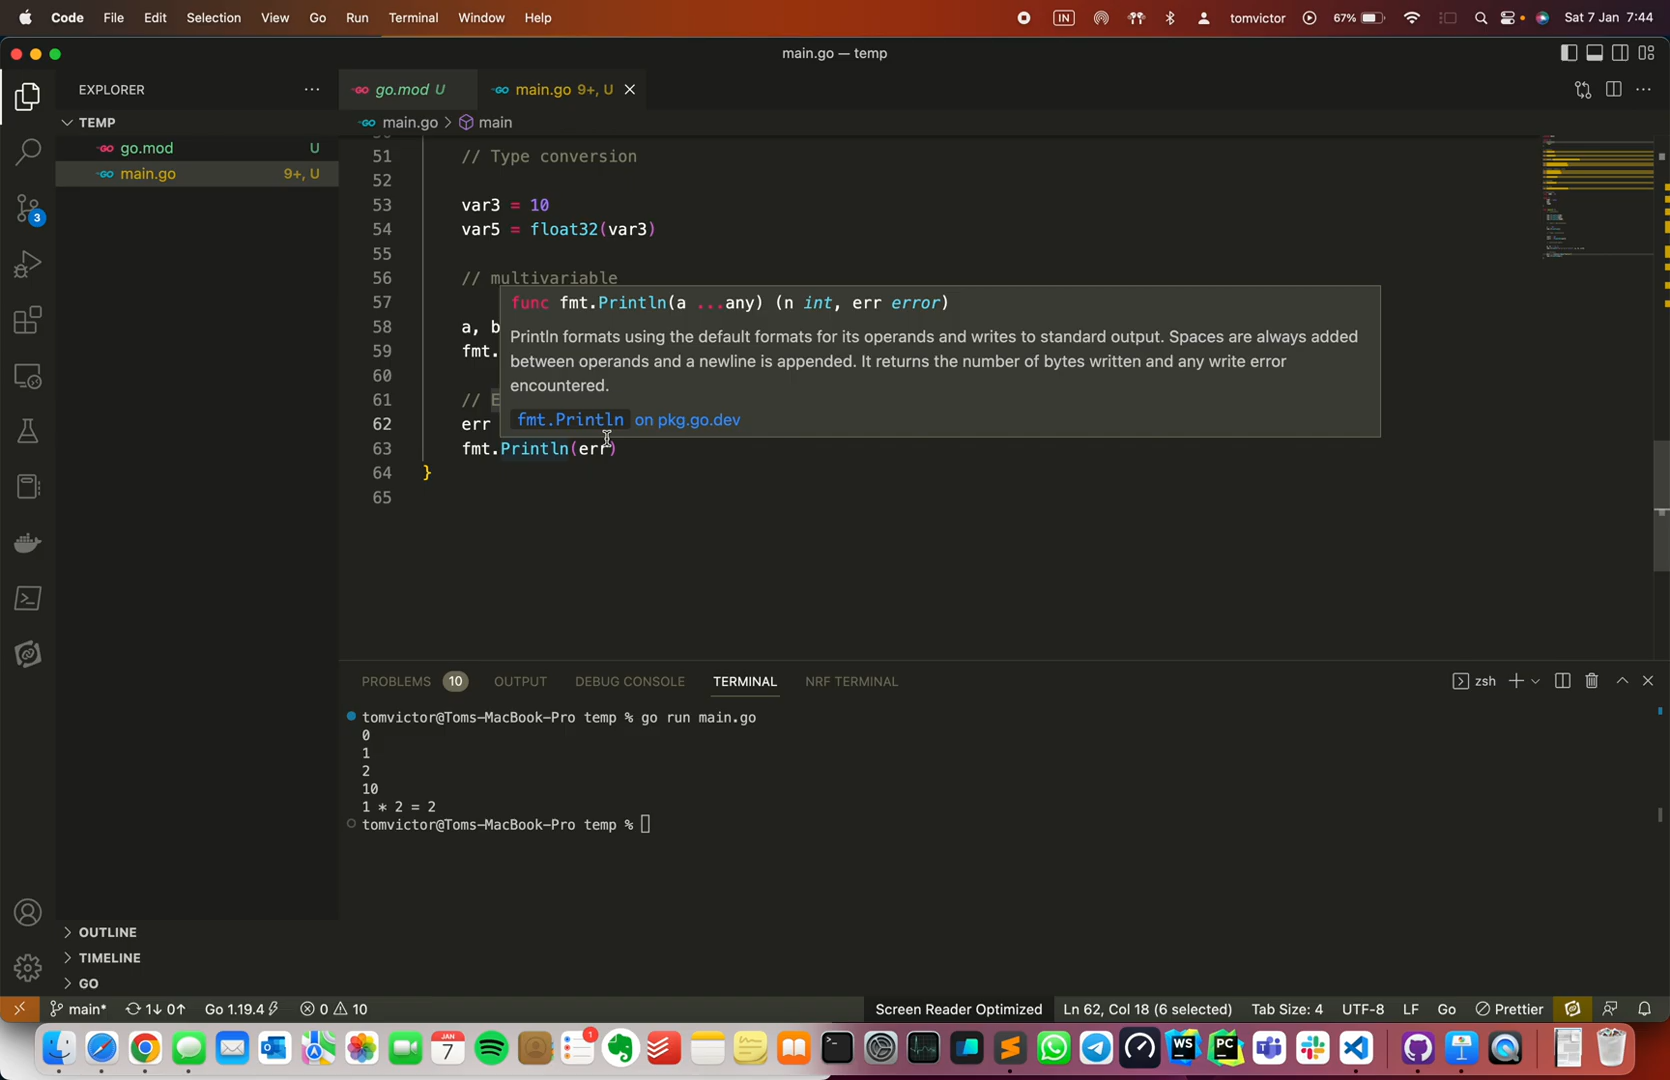 Code File Edit Selection View Go Run Terminal Window Help IN tomvictor 67% Sat 7 Jan 7:44
main.go — temp
EXPLORER
go.mod U
main.go 9+, U
TEMP
main.go > main
go.mod U
main.go 9+, U
51 // Type conversion
52
53 var3 = 10
54 var5 = float32(var3)
55
56 // multivariable
57
func fmt.Println(a ...any) (n int, err error)
Println formats using the default formats for its operands and writes to standard output. Spaces are always added
between operands and a newline is appended. It returns the number of bytes written and any write error
encountered.
fmt.Println on pkg.go.dev
58 a, b
59 fmt.
60
61 // E
62 err
63 fmt.Println(err)
64 }
65
3
PROBLEMS 10 OUTPUT DEBUG CONSOLE TERMINAL NRF TERMINAL zsh
tomvictor@Toms-MacBook-Pro temp % go run main.go
0
1
2
10
1 * 2 = 2
tomvictor@Toms-MacBook-Pro temp %
OUTLINE
TIMELINE
GO
main* 1↓ 0↑ Go 1.19.4 0 10 Screen Reader Optimized Ln 62, Col 18 (6 selected) Tab Size: 4 UTF-8 LF Go Prettier
JAN
7
1
WS
PC